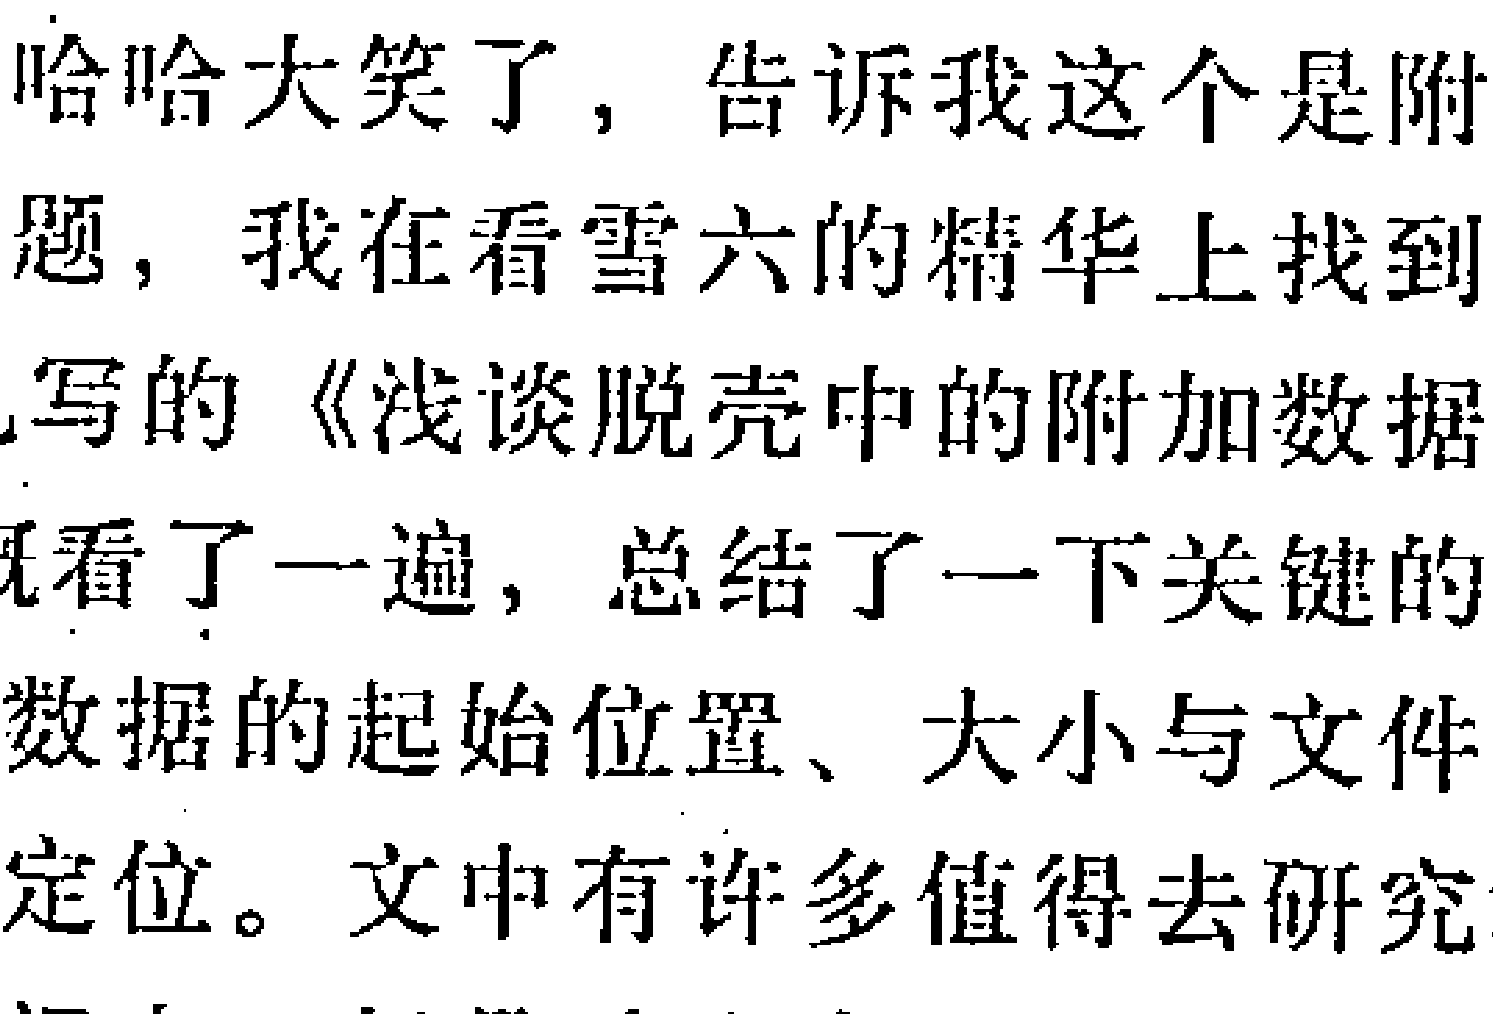 哈哈大笑了，告诉我这个是附
题，我在看雪六的精华上找到
写的《浅谈脱壳中的附加数据
看了一遍，总结了一下关键的
数据的起始位置、大小与文件
定位。文中有许多值得去研究